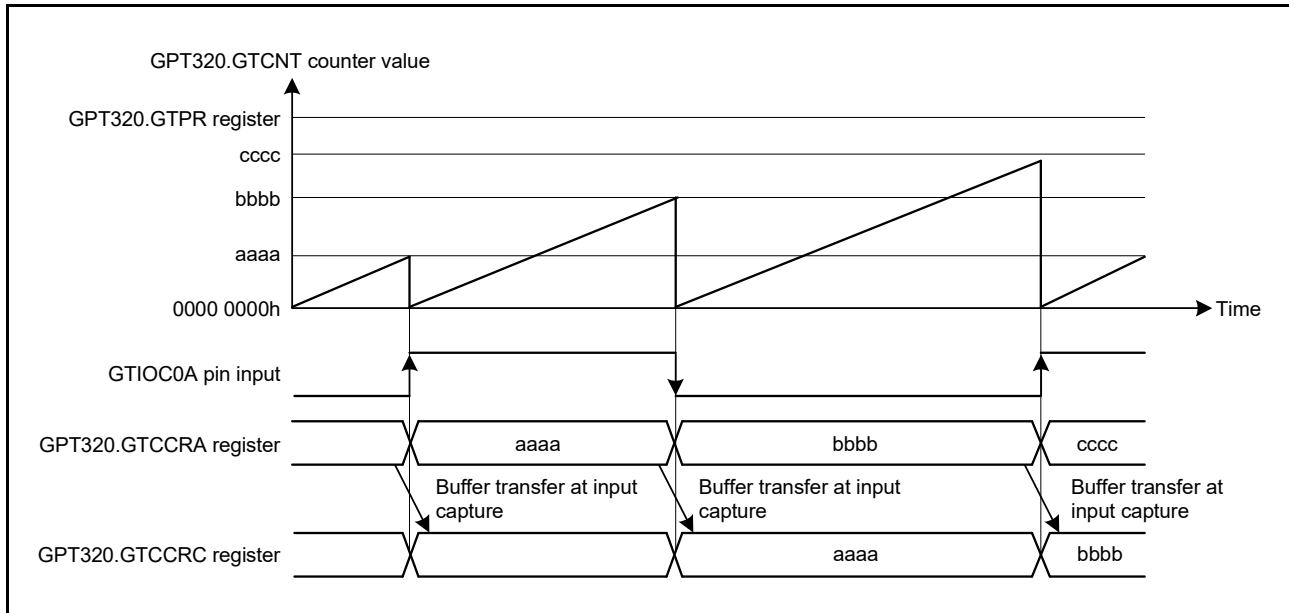 GPT320.GTCNT counter value
GPT320.GTPR register
cccc
bbbb
aaaa
0000 0000h
Time
GTIOC0A pin input
GPT320.GTCCRA register
aaaa
bbbb
cccc
Buffer transfer at input
capture
Buffer transfer at input
capture
Buffer transfer at
input capture
GPT320.GTCCRC register
aaaa
bbbb